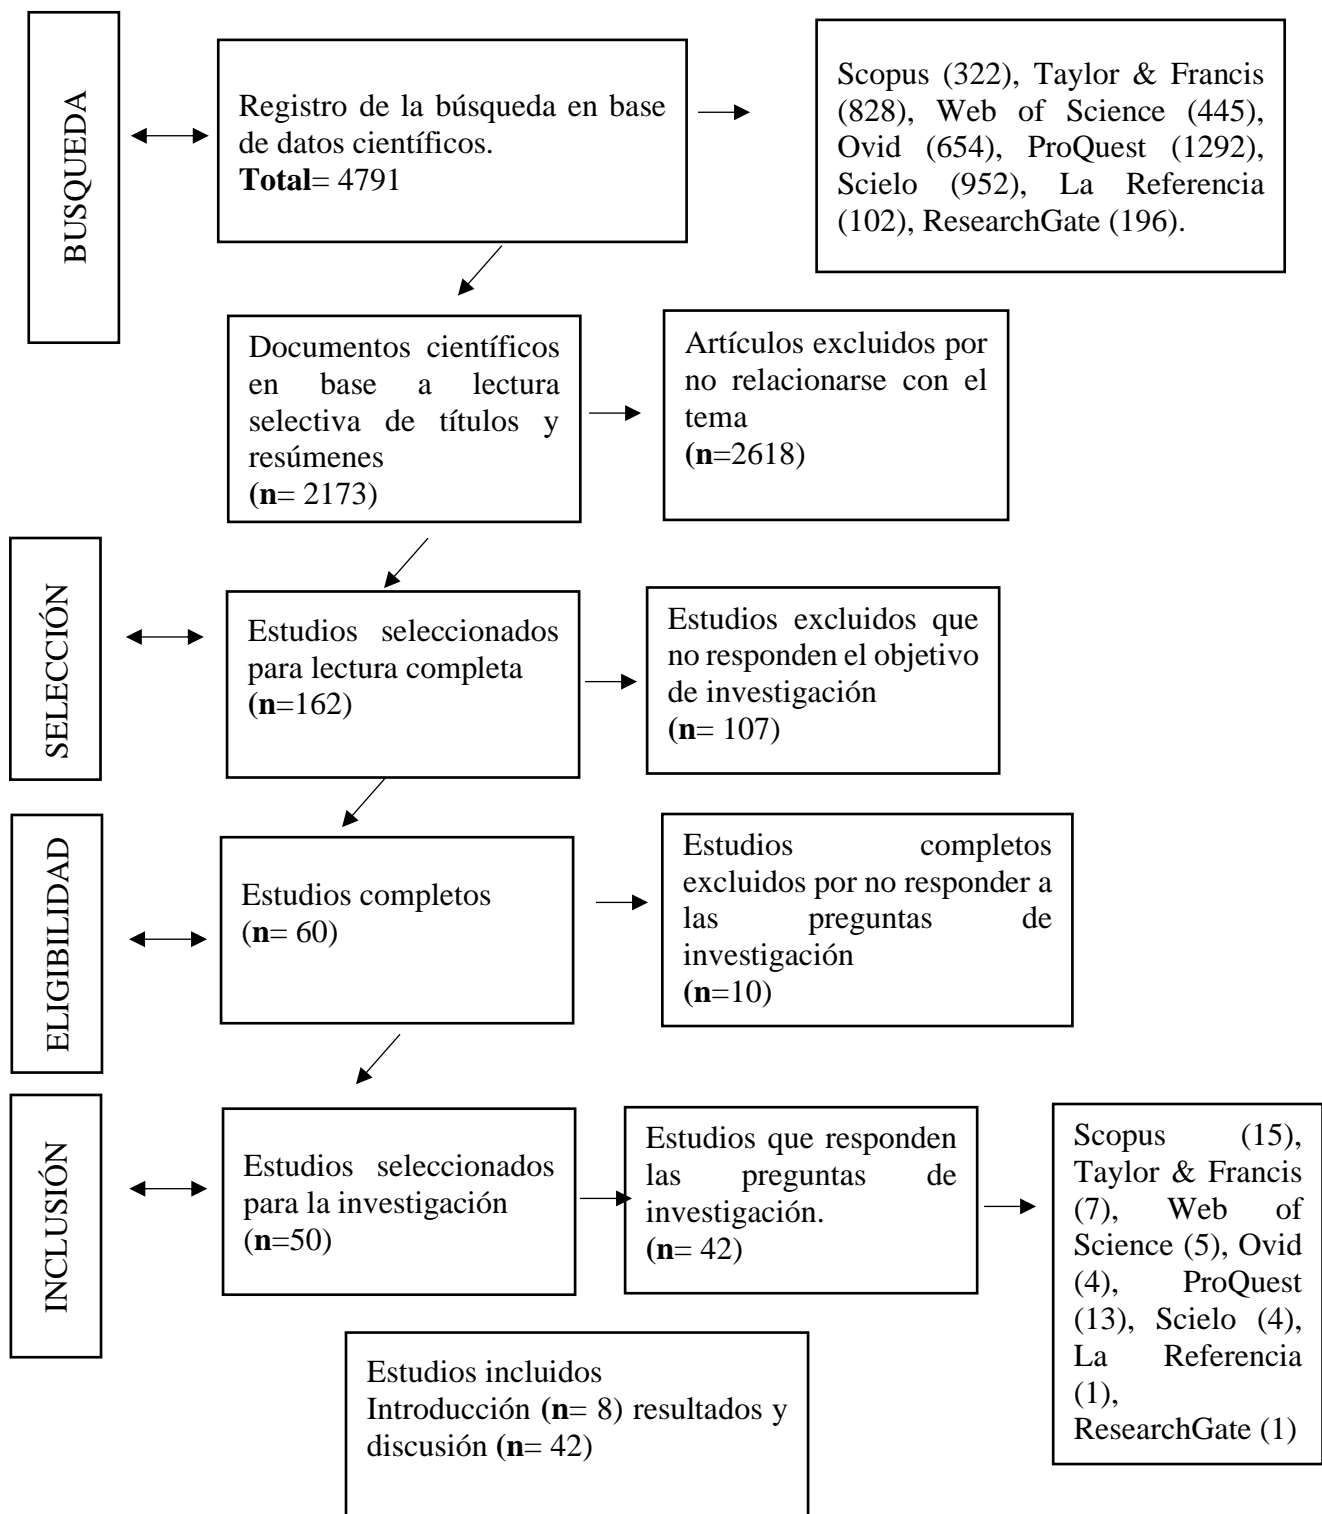 BUSQUEDA
Registro de la búsqueda en base
de datos científicos.
Total= 4791
Scopus (322), Taylor & Francis
(828), Web of Science (445),
Ovid (654), ProQuest (1292),
Scielo (952), La Referencia
(102), ResearchGate (196).
Documentos científicos
en base a lectura
selectiva de títulos y
resúmenes
(n= 2173)
Artículos excluidos por
no relacionarse con el
tema
(n=2618)
SELECCIÓN
Estudios seleccionados
para lectura completa
(n=162)
Estudios excluidos que
no responden el objetivo
de investigación
(n= 107)
ELIGIBILIDAD
Estudios completos
(n= 60)
Estudios completos
excluidos por no responder a
las preguntas de
investigación
(n=10)
INCLUSIÓN
Estudios seleccionados
para la investigación
(n=50)
Estudios que responden
las preguntas de
investigación.
(n= 42)
Scopus (15),
Taylor & Francis
(7), Web of
Science (5), Ovid
(4), ProQuest
(13), Scielo (4),
La Referencia
(1),
ResearchGate (1)
Estudios incluidos
Introducción (n= 8) resultados y
discusión (n= 42)